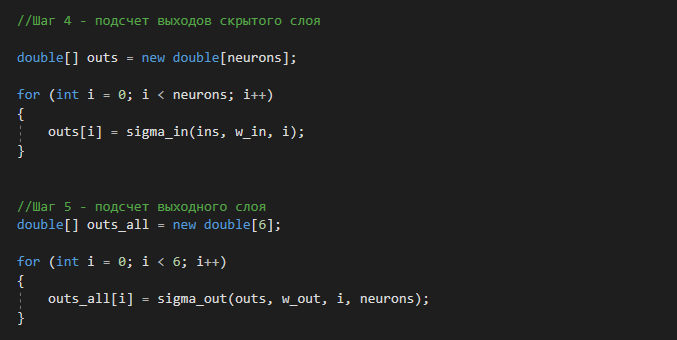 //Шаг 4 - подсчет выходов скрытого слоя
double[] outs = new double[neurons];
for (int i = 0; i < neurons; i++)
{
outs[i] = sigma_in(ins, w_in, i);
}
//Шаг 5 - подсчет выходного слоя
double[] outs_all = new double[6];
for (int i = 0; i < 6; i++)
{
outs_all[i] = sigma_out(outs, w_out, i, neurons);
}